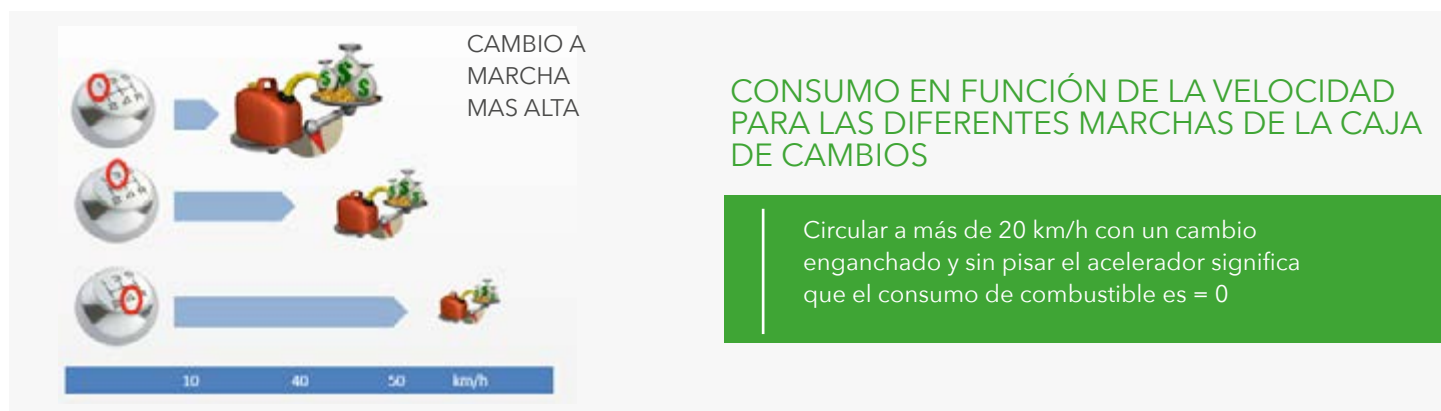 CAMBIO A
MARCHA
MAS ALTA
CONSUMO EN FUNCIÓN DE LA VELOCIDAD
PARA LAS DIFERENTES MARCHAS DE LA CAJA
DE CAMBIOS
Circular a más de 20 km/h con un cambio
enganchado y sin pisar el acelerador significa
que el consumo de combustible es = 0
10 40 50 km/h